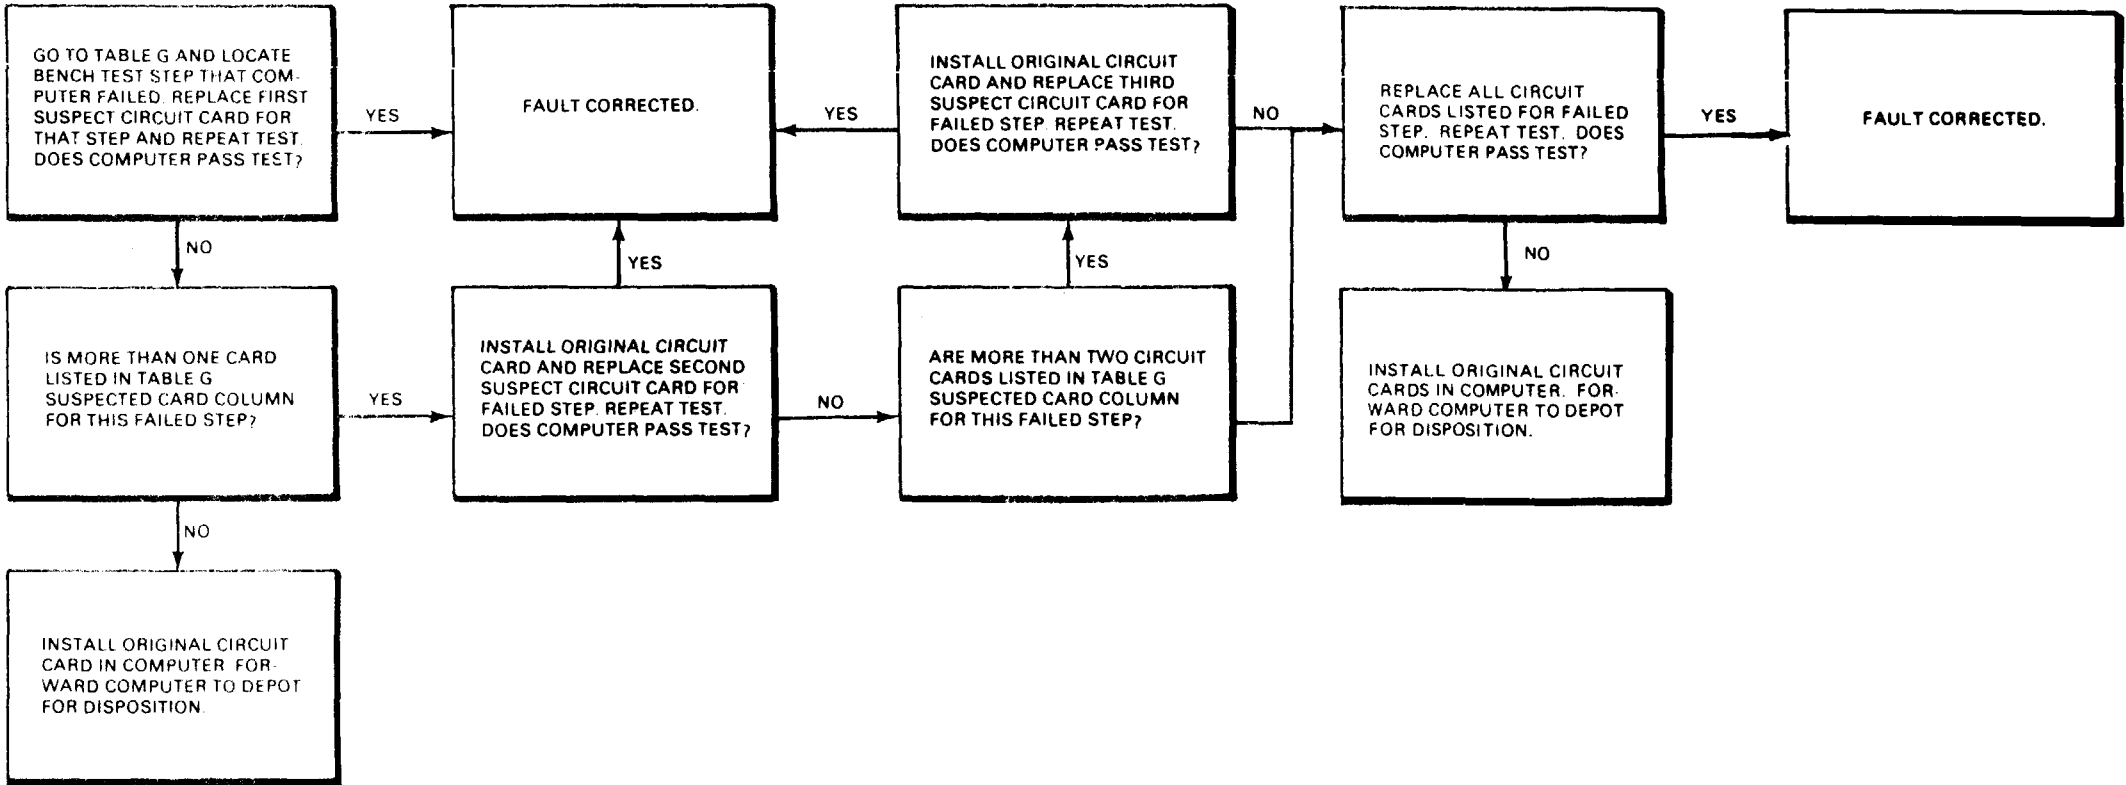 GO TO TABLE G AND LOCATE
BENCH TEST STEP THAT COM-
PUTER FAILED. REPLACE FIRST
SUSPECT CIRCUIT CARD FOR
THAT STEP AND REPEAT TEST.
DOES COMPUTER PASS TEST?
YES
FAULT CORRECTED.
YES
INSTALL ORIGINAL CIRCUIT
CARD AND REPLACE THIRD
SUSPECT CIRCUIT CARD FOR
FAILED STEP. REPEAT TEST.
DOES COMPUTER PASS TEST?
NO
REPLACE ALL CIRCUIT
CARDS LISTED FOR FAILED
STEP. REPEAT TEST. DOES
COMPUTER PASS TEST?
YES
FAULT CORRECTED.
NO
YES
YES
NO
IS MORE THAN ONE CARD
LISTED IN TABLE G
SUSPECTED CARD COLUMN
FOR THIS FAILED STEP?
YES
INSTALL ORIGINAL CIRCUIT
CARD AND REPLACE SECOND
SUSPECT CIRCUIT CARD FOR
FAILED STEP. REPEAT TEST.
DOES COMPUTER PASS TEST?
NO
ARE MORE THAN TWO CIRCUIT
CARDS LISTED IN TABLE G
SUSPECTED CARD COLUMN
FOR THIS FAILED STEP?
INSTALL ORIGINAL CIRCUIT
CARDS IN COMPUTER. FOR-
WARD COMPUTER TO DEPOT
FOR DISPOSITION.
NO
INSTALL ORIGINAL CIRCUIT
CARD IN COMPUTER FOR-
WARD COMPUTER TO DEPOT
FOR DISPOSITION.